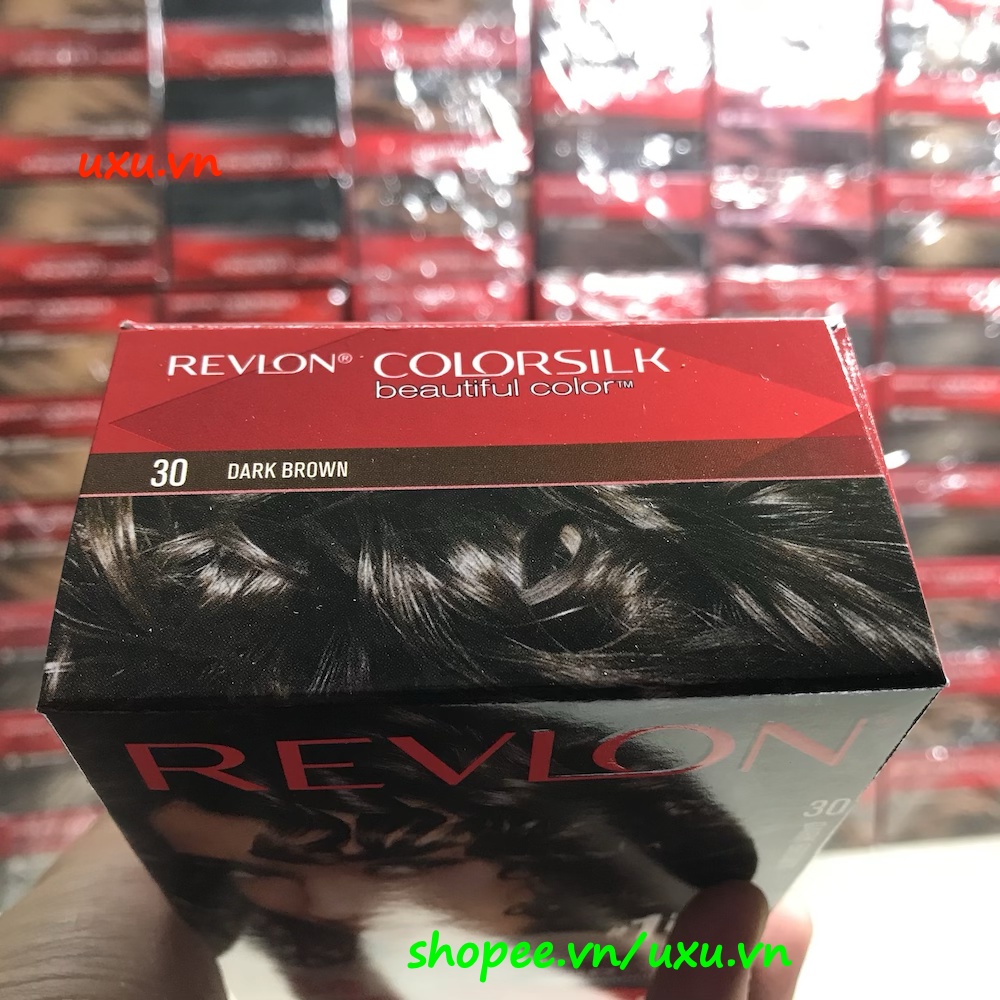 uxu.vn
REVLON® COLORSILK
beautiful color™
30 DARK BROWN
REVLON
30
shopee.vn/uxu.vn